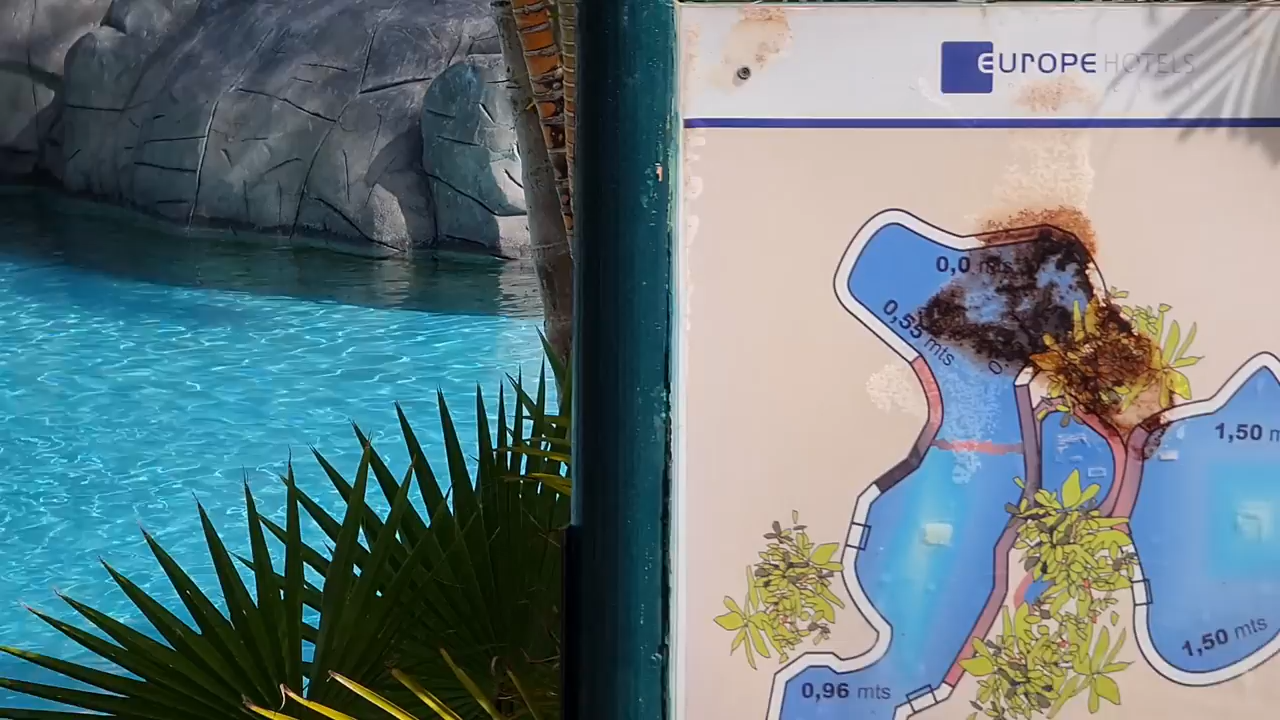 EUROPE HOTELS
0,0 mts
0,55 mts
1,50
1,50 mts
0,96 mts